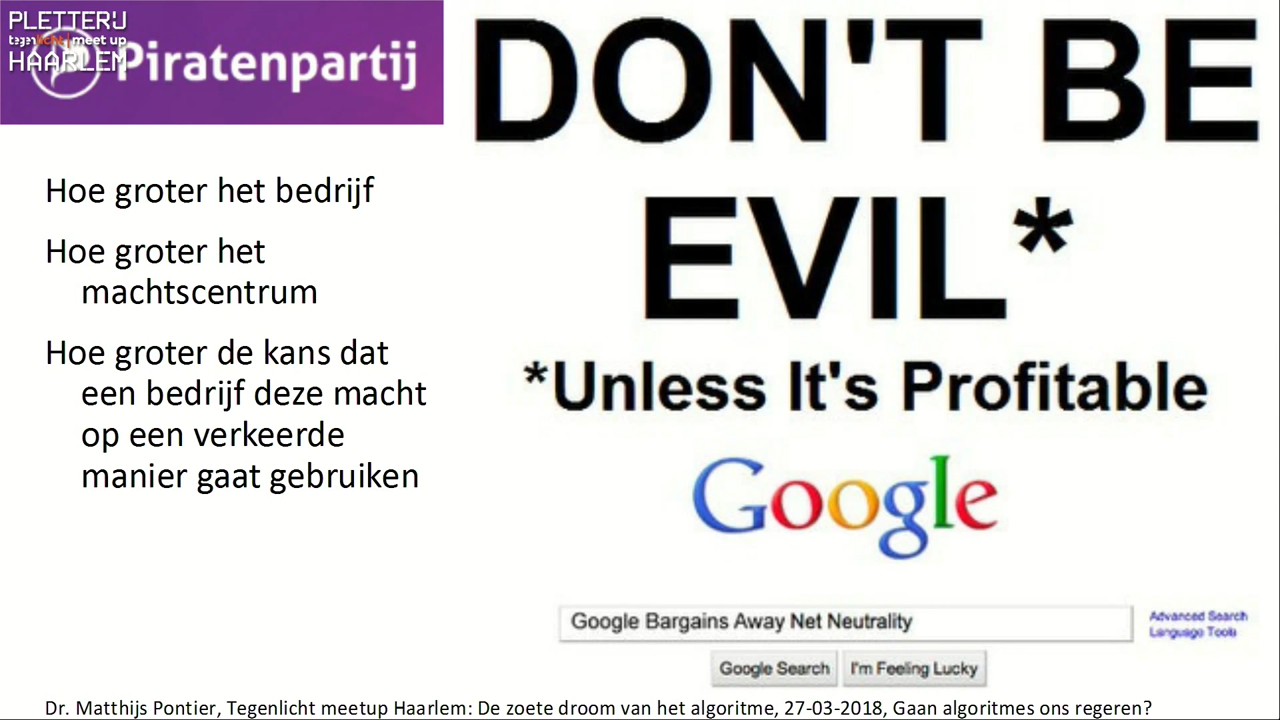 PLETTERIJ
tegenlicht meet up
HAARLEM
Piratenpartij
Hoe groter het bedrijf
Hoe groter het
machtscentrum
Hoe groter de kans dat
een bedrijf deze macht
op een verkeerde
manier gaat gebruiken
DON'T BE
EVIL*
*Unless It's Profitable
Google
Google Bargains Away Net Neutrality
Advanced Search
Language Tools
Google Search
I'm Feeling Lucky
Dr. Matthijs Pontier, Tegenlicht meetup Haarlem: De zoete droom van het algoritme, 27-03-2018, Gaan algoritmes ons regeren?